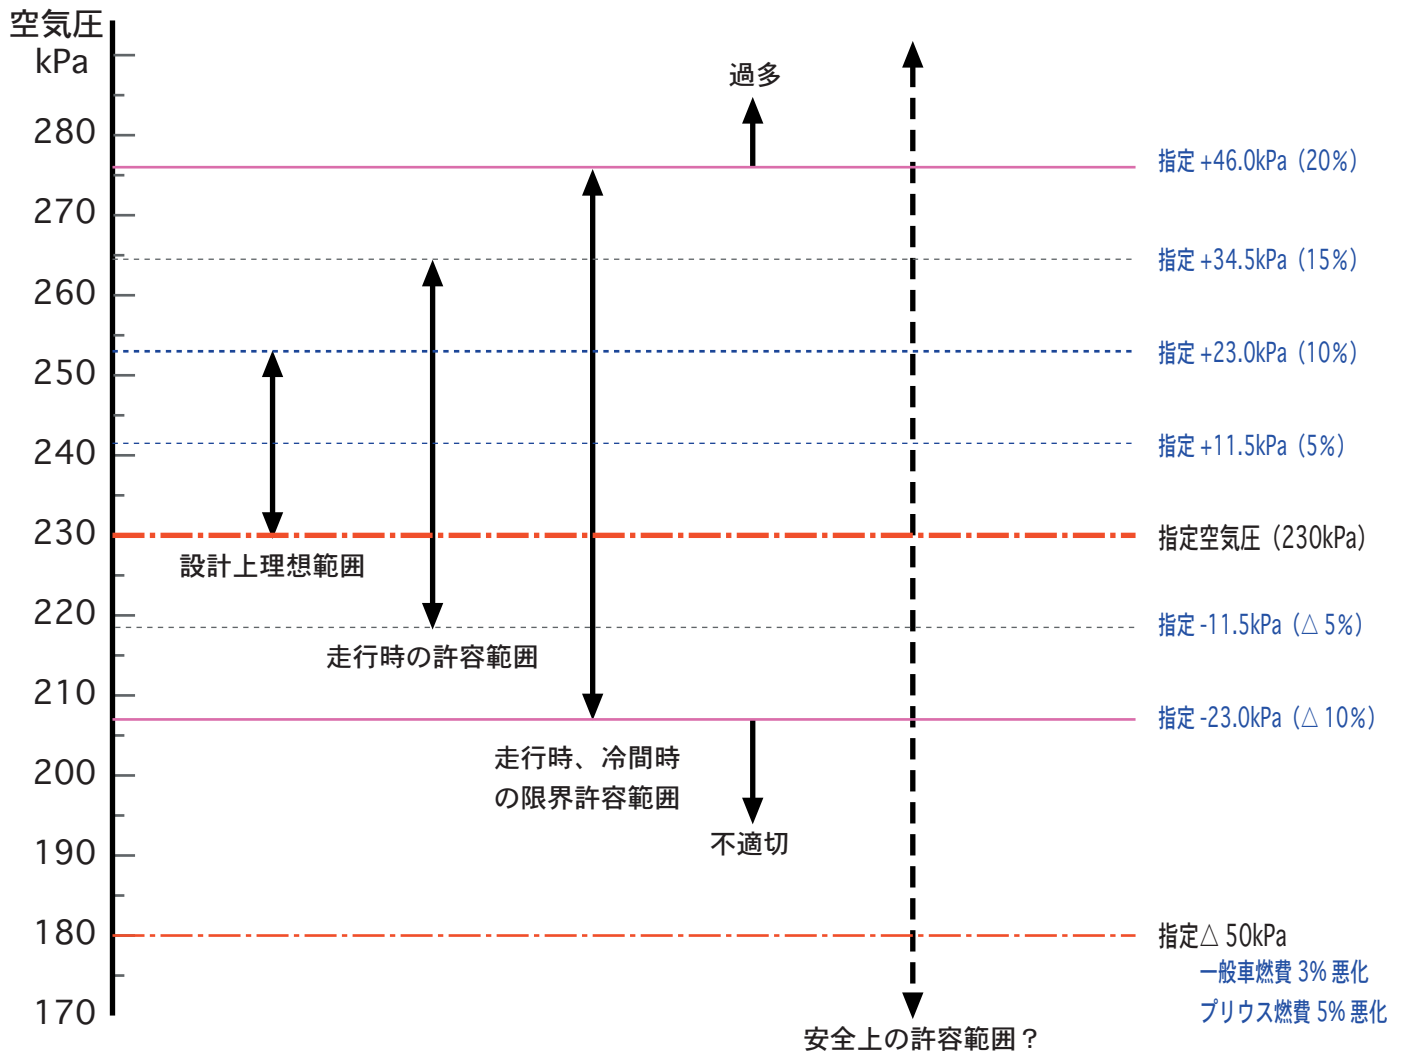 空気圧
kPa
過多
280
指定 +46.0kPa（20%）
270
指定 +34.5kPa（15%）
260
指定 +23.0kPa（10%）
250
指定 +11.5kPa（5%）
240
230
指定空気圧（230kPa）
設計上理想範囲
220
指定 -11.5kPa（△ 5%）
走行時の許容範囲
210
指定 -23.0kPa（△ 10%）
走行時、冷間時
の限界許容範囲
200
不適切
190
180
指定△ 50kPa
一般車燃費 3% 悪化
プリウス燃費 5% 悪化
170
安全上の許容範囲？